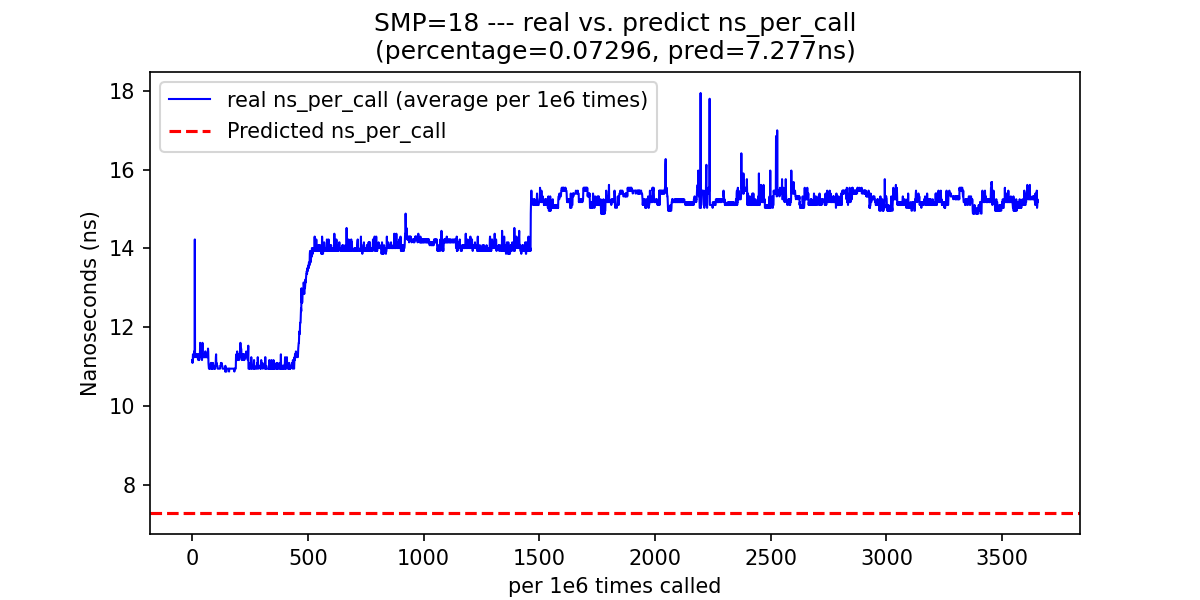 SMP=18 --- real vs. predict ns_per_call
(percentage=0.07296, pred=7.277ns)
real ns_per_call (average per 1e6 times)
Predicted ns_per_call
Nanoseconds (ns)
18
16
14
12
10
8
0 500 1000 1500 2000 2500 3000 3500
per 1e6 times called